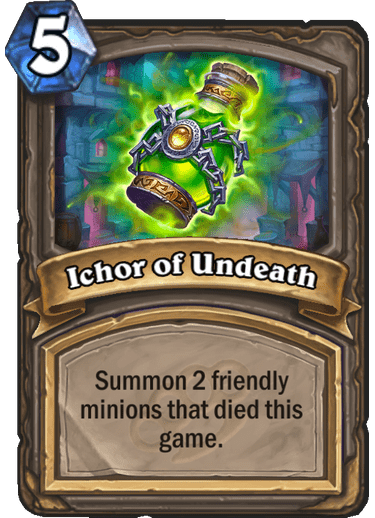 5
Ichor of Undeath
Summon 2 friendly
minions that died this
game.